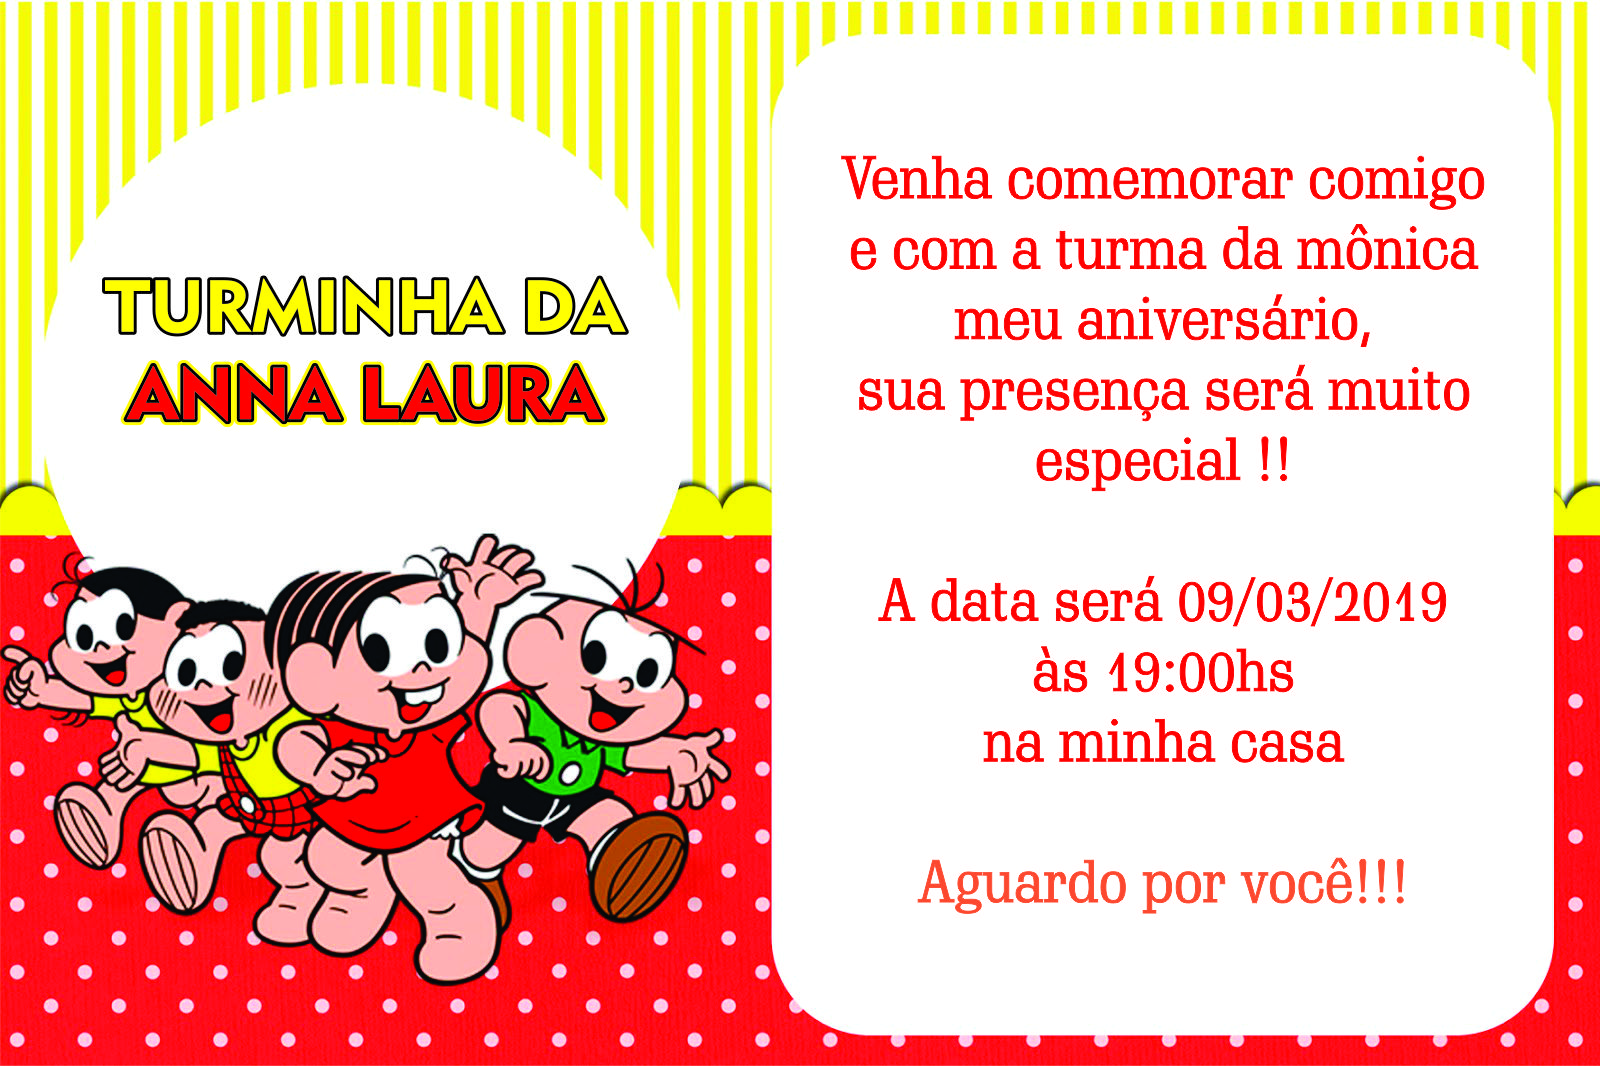 TURMINHA DA
ANNA LAURA
Venha comemorar comigo
e com a turma da mônica
meu aniversário,
sua presença será muito
especial !!
A data será 09/03/2019
às 19:00hs
na minha casa
Aguardo por você!!!